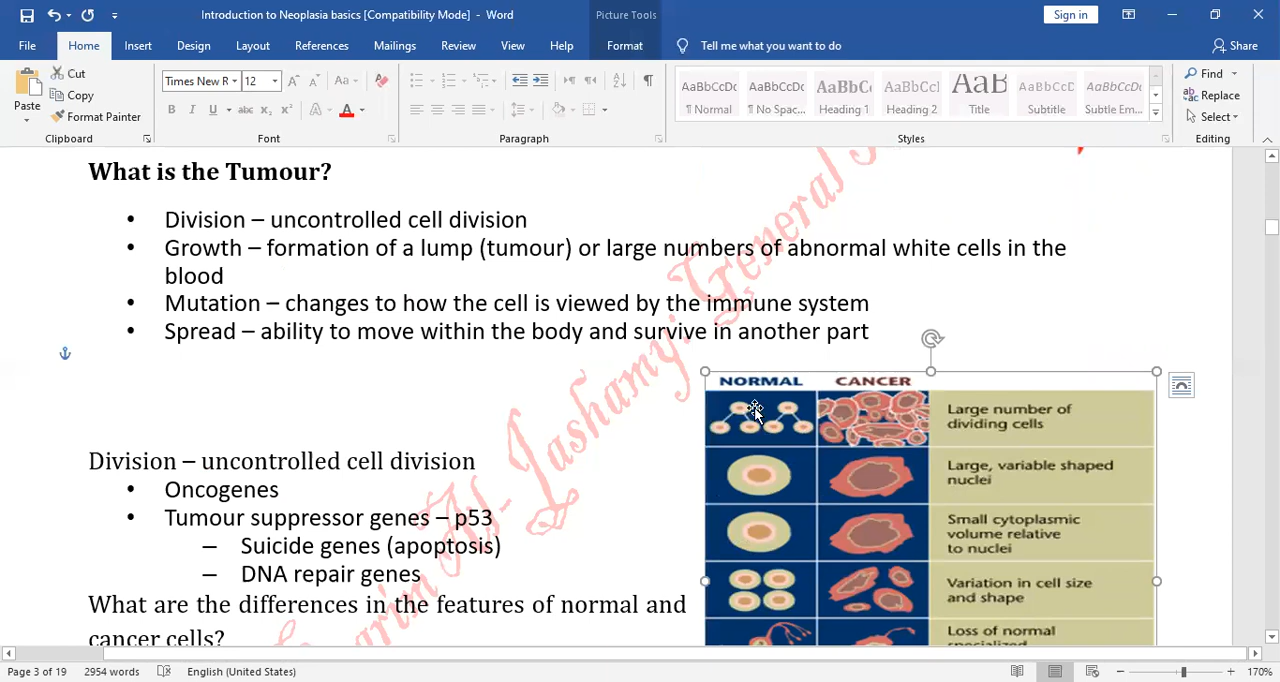 Introduction to Neoplasia basics [Compatibility Mode] - Word
Picture Tools
Sign in
File Home Insert Design Layout References Mailings Review View Help Format Tell me what you want to do Share
Paste
Cut
Copy
Format Painter
Clipboard
Times New R 12
Aa
B I U abc x₂ x² A A
Font
Paragraph
AaBbCcDc AaBbCcDc AaBbC AaBbCc AaB AaBbCcD AaBbCcDc
¶ Normal ¶ No Spac... Heading 1 Heading 2 Title Subtitle Subtle Em...
Styles
Find
Replace
Select
Editing
What is the Tumour?
• Division – uncontrolled cell division
• Growth – formation of a lump (tumour) or large numbers of abnormal white cells in the
blood
• Mutation – changes to how the cell is viewed by the immune system
• Spread – ability to move within the body and survive in another part
Division – uncontrolled cell division
• Oncogenes
• Tumour suppressor genes – p53
– Suicide genes (apoptosis)
– DNA repair genes
What are the differences in the features of normal and
cancer cells?
NORMAL CANCER
Large number of
dividing cells
Large, variable shaped
nuclei
Small cytoplasmic
volume relative
to nuclei
Variation in cell size
and shape
Loss of normal
specialized
Al-Jashamy: General
Page 3 of 19 2954 words English (United States) 170%